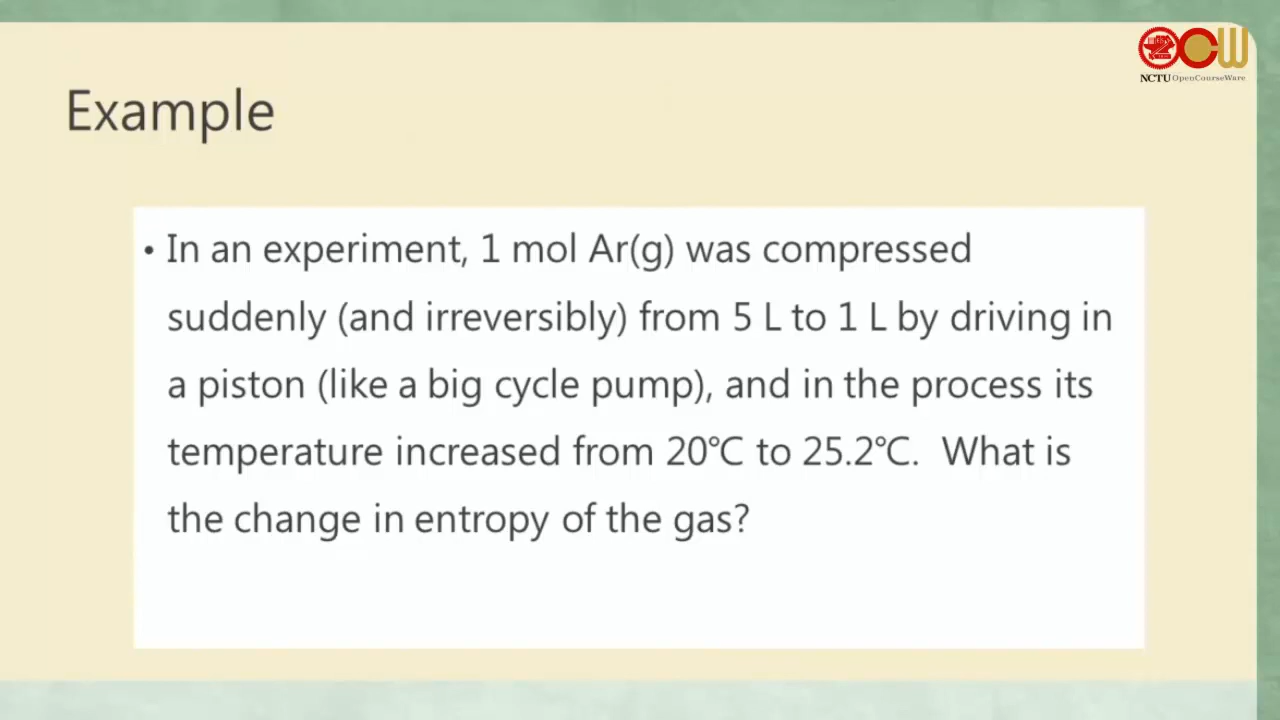 NCTU OpenCourseWare
Example
• In an experiment, 1 mol Ar(g) was compressed
suddenly (and irreversibly) from 5 L to 1 L by driving in
a piston (like a big cycle pump), and in the process its
temperature increased from 20°C to 25.2°C.  What is
the change in entropy of the gas?